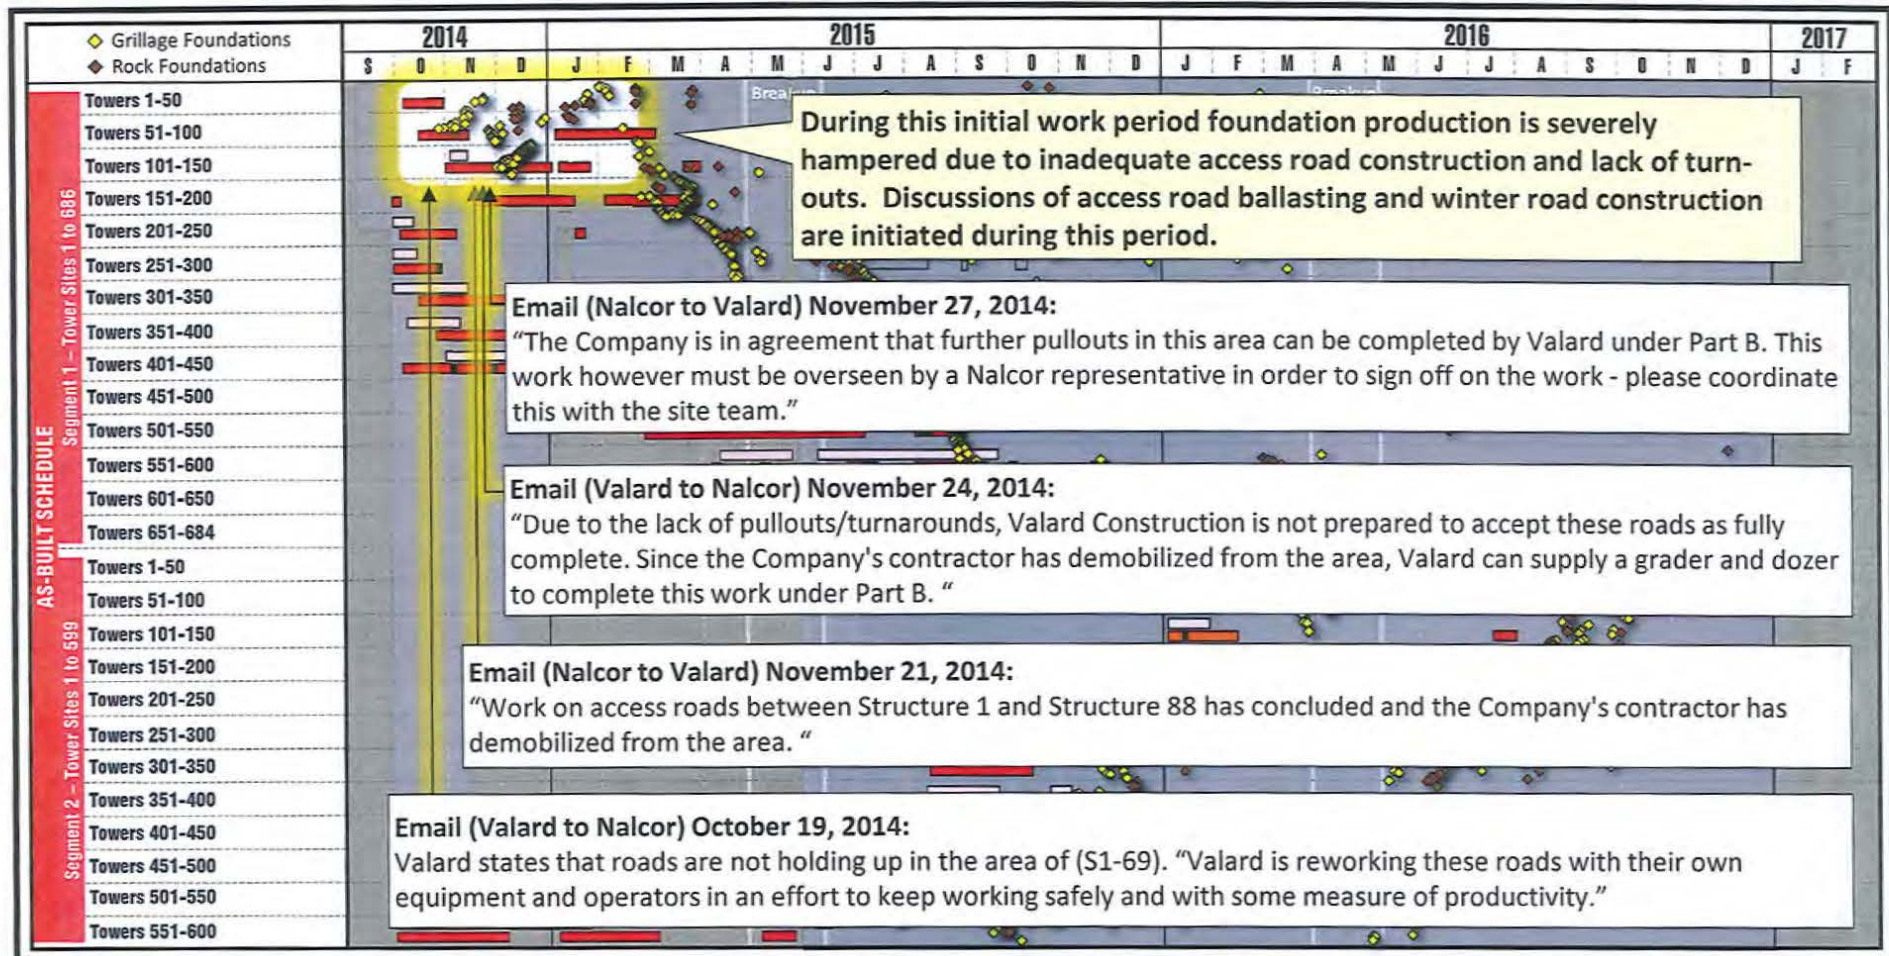 Grillage Foundations
Rock Foundations
2014 2015 2016 2017
S O N D J F M A M J J A S O N D J F M A M J J A S O N D J F
AS-BUILT SCHEDULE
Segment 1 – Tower Sites 1 to 686
Towers 1-50
Towers 51-100
Towers 101-150
Towers 151-200
Towers 201-250
Towers 251-300
Towers 301-350
Towers 351-400
Towers 401-450
Towers 451-500
Towers 501-550
Towers 551-600
Towers 601-650
Towers 651-684
Segment 2 – Tower Sites 1 to 599
Towers 1-50
Towers 51-100
Towers 101-150
Towers 151-200
Towers 201-250
Towers 251-300
Towers 301-350
Towers 351-400
Towers 401-450
Towers 451-500
Towers 501-550
Towers 551-600
During this initial work period foundation production is severely
hampered due to inadequate access road construction and lack of turn-
outs. Discussions of access road ballasting and winter road construction
are initiated during this period.
Email (Nalcor to Valard) November 27, 2014:
“The Company is in agreement that further pullouts in this area can be completed by Valard under Part B. This
work however must be overseen by a Nalcor representative in order to sign off on the work - please coordinate
this with the site team.”
Email (Valard to Nalcor) November 24, 2014:
“Due to the lack of pullouts/turnarounds, Valard Construction is not prepared to accept these roads as fully
complete. Since the Company's contractor has demobilized from the area, Valard can supply a grader and dozer
to complete this work under Part B. “
Email (Nalcor to Valard) November 21, 2014:
“Work on access roads between Structure 1 and Structure 88 has concluded and the Company's contractor has
demobilized from the area. “
Email (Valard to Nalcor) October 19, 2014:
Valard states that roads are not holding up in the area of (S1-69). “Valard is reworking these roads with their own
equipment and operators in an effort to keep working safely and with some measure of productivity.”